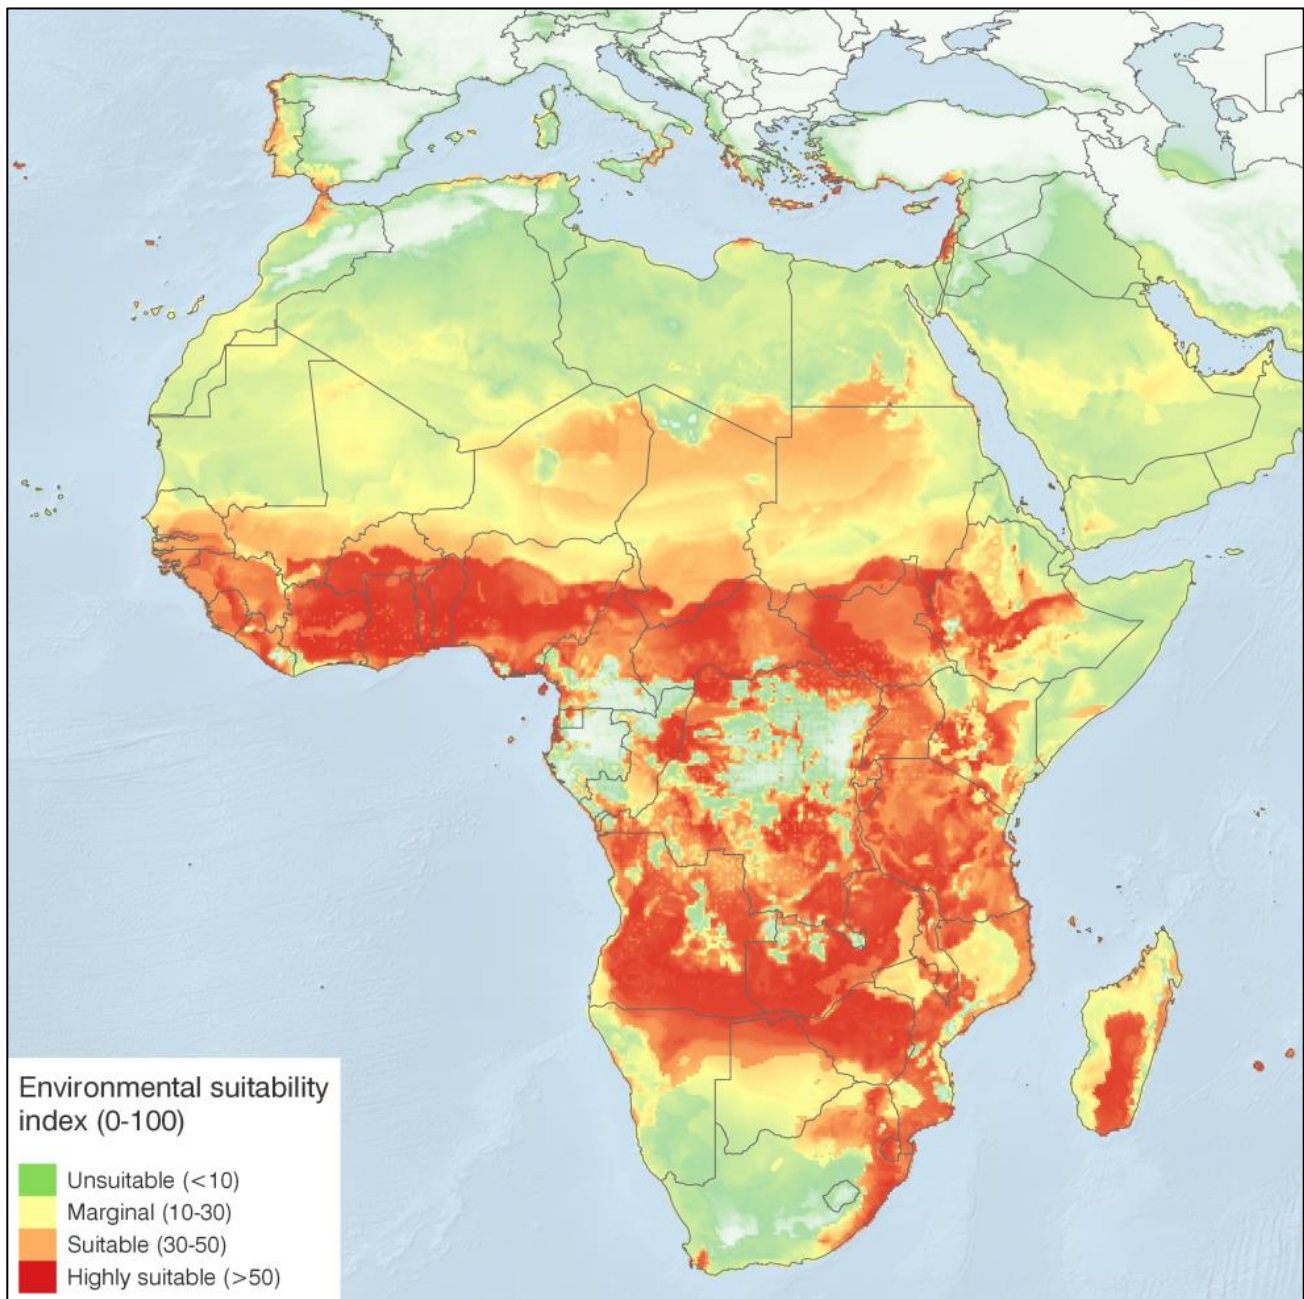 Environmental suitability
index (0-100)
Unsuitable (<10)
Marginal (10-30)
Suitable (30-50)
Highly suitable (>50)